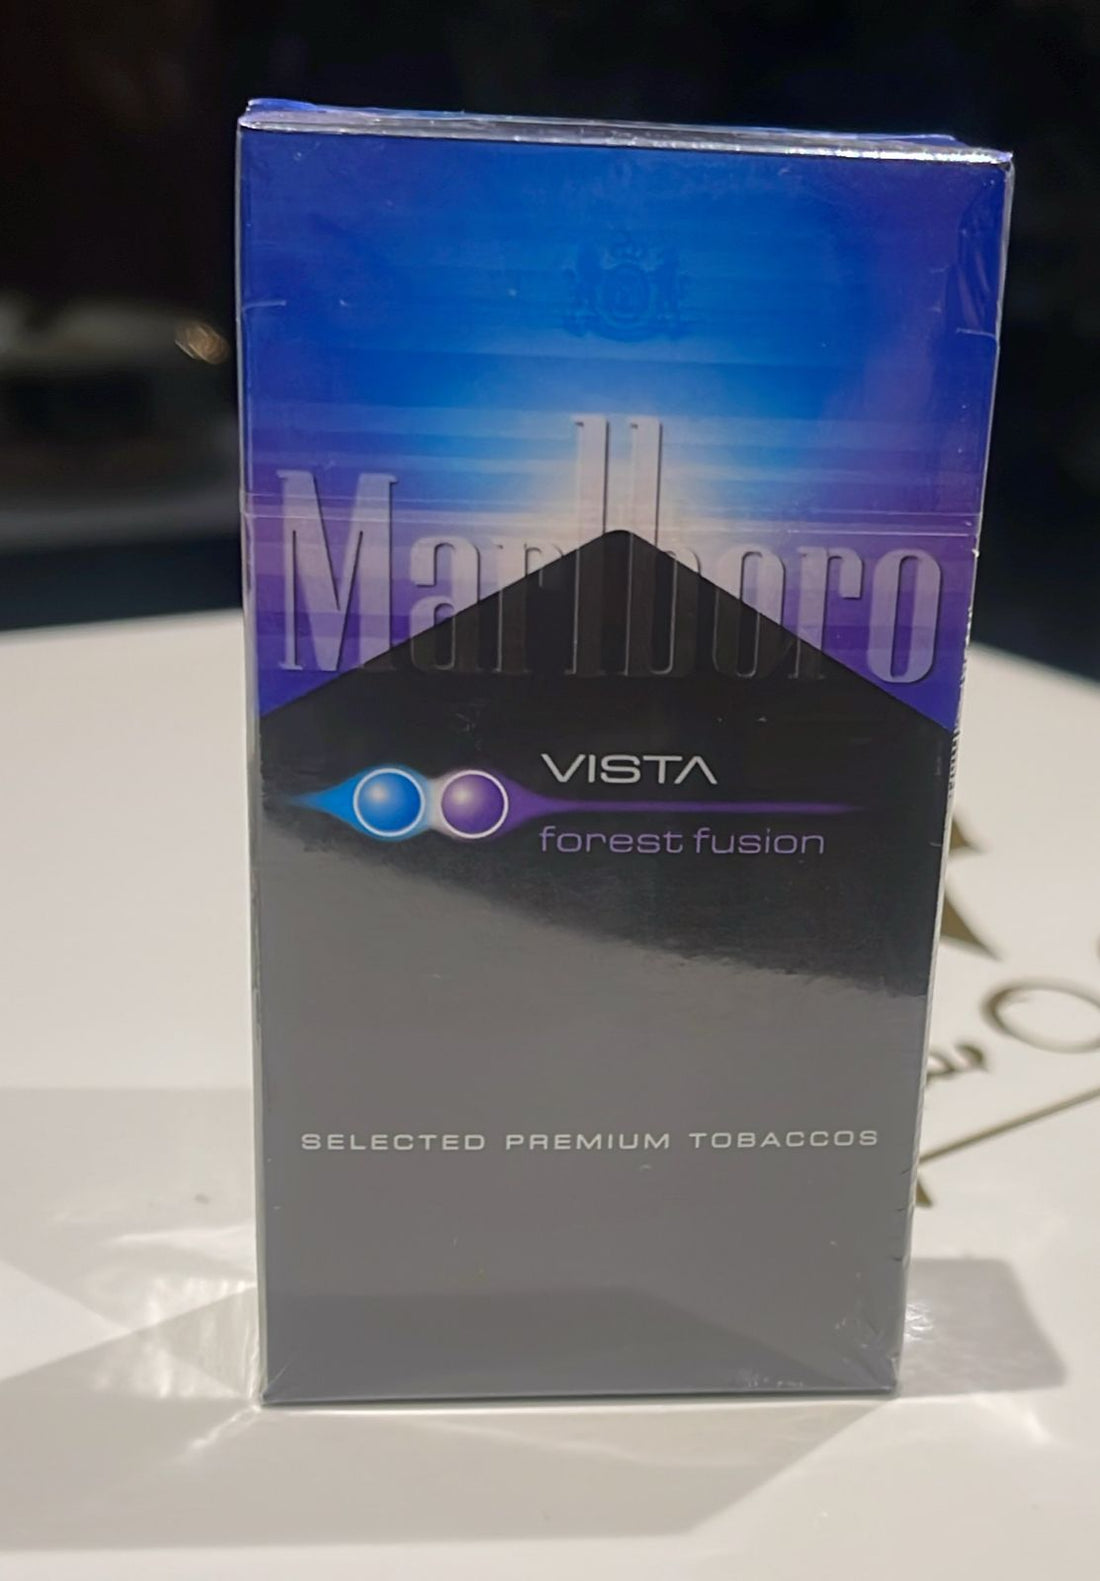 Marlboro
VISTA
forest fusion
SELECTED PREMIUM TOBACCOS